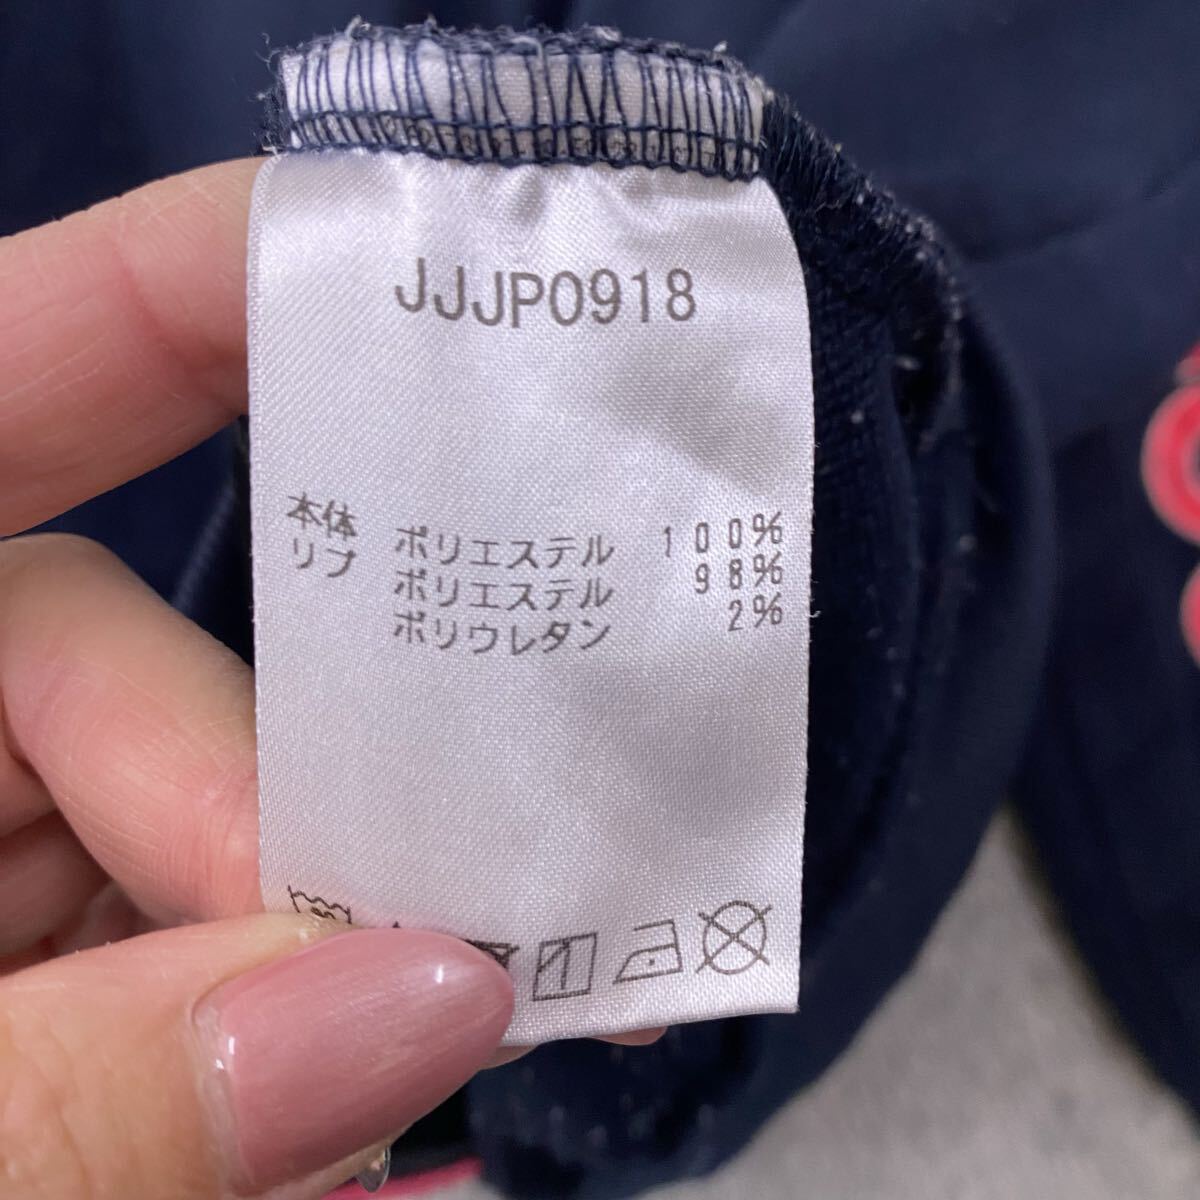 JJJP0918
本体 ポリエステル 100%
リブ ポリエステル 98%
ポリウレタン 2%